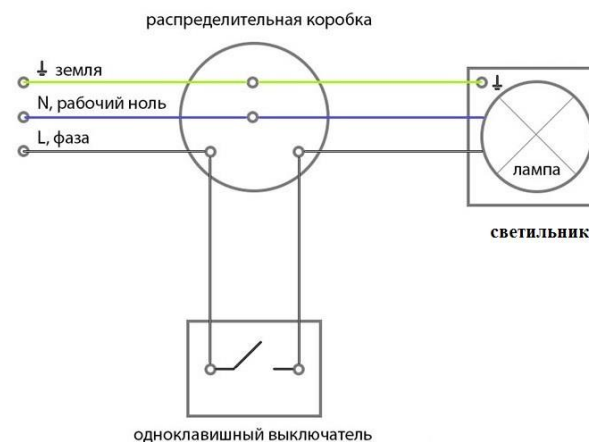 распределительная коробка
земля
N, рабочий ноль
L, фаза
лампа
светильник
одноклавишный выключатель